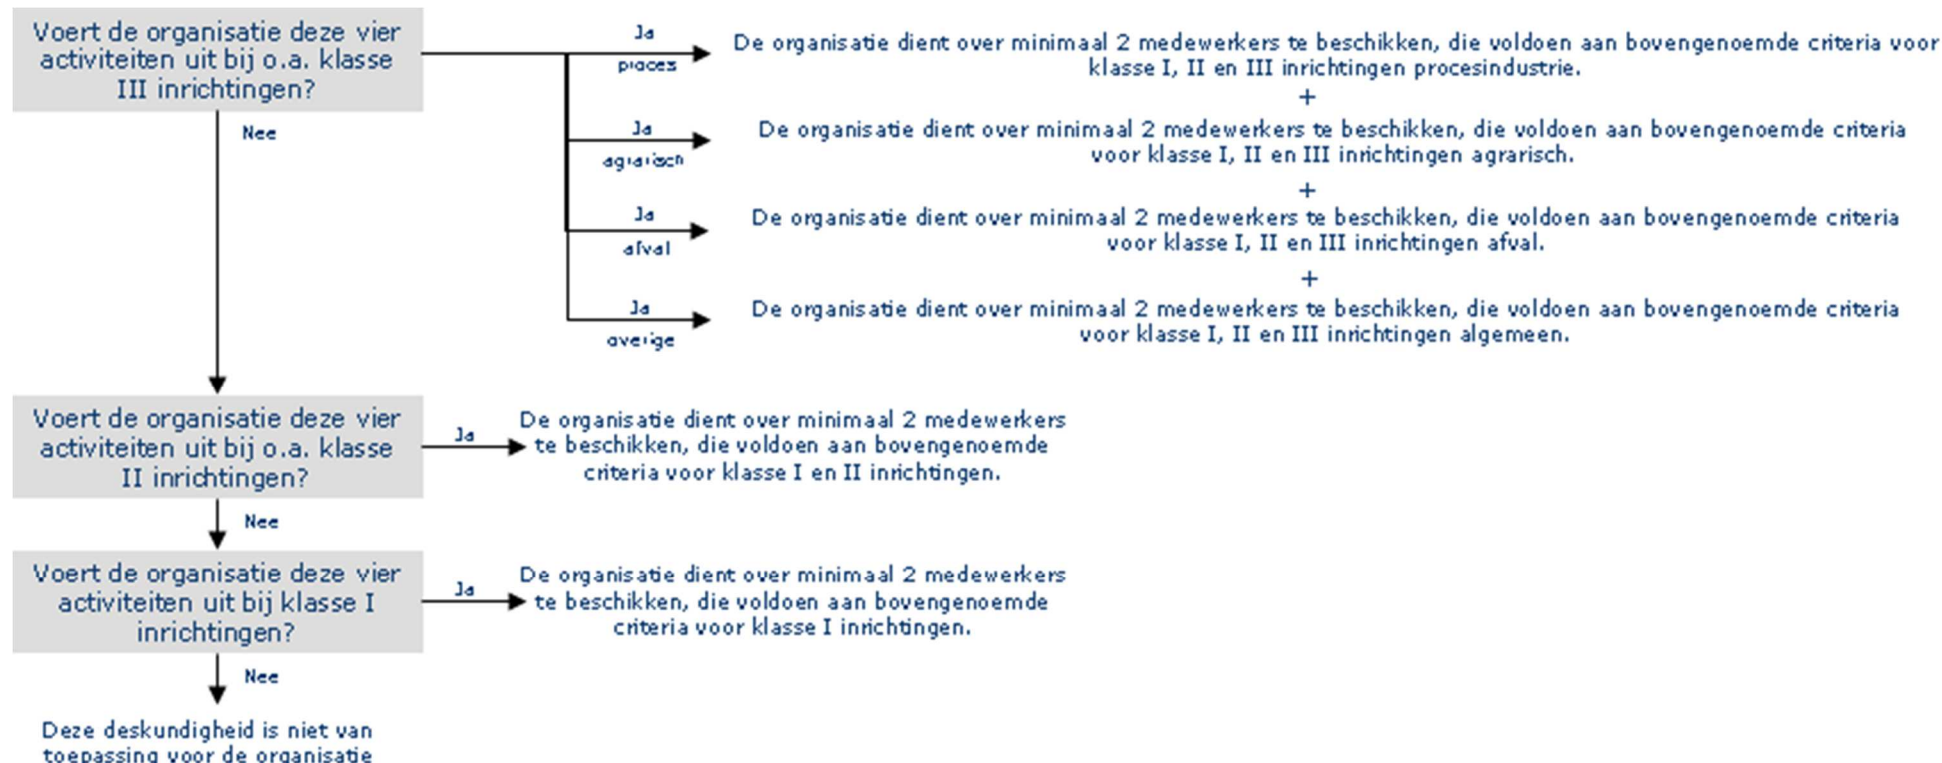 Voert de organisatie deze vier
activiteiten uit bij o.a. klasse
III inrichtingen?
Ja
proces
De organisatie dient over minimaal 2 medewerkers te beschikken, die voldoen aan bovengenoemde criteria voor
klasse I, II en III inrichtingen procesindustrie.
+
Nee
Ja
agrarisch
De organisatie dient over minimaal 2 medewerkers te beschikken, die voldoen aan bovengenoemde criteria
voor klasse I, II en III inrichtingen agrarisch.
+
Ja
afval
De organisatie dient over minimaal 2 medewerkers te beschikken, die voldoen aan bovengenoemde criteria
voor klasse I, II en III inrichtingen afval.
+
Ja
overige
De organisatie dient over minimaal 2 medewerkers te beschikken, die voldoen aan bovengenoemde criteria
voor klasse I, II en III inrichtingen algemeen.
Voert de organisatie deze vier
activiteiten uit bij o.a. klasse
II inrichtingen?
Ja
De organisatie dient over minimaal 2 medewerkers
te beschikken, die voldoen aan bovengenoemde
criteria voor klasse I en II inrichtingen.
Nee
Voert de organisatie deze vier
activiteiten uit bij klasse I
inrichtingen?
Ja
De organisatie dient over minimaal 2 medewerkers
te beschikken, die voldoen aan bovengenoemde
criteria voor klasse I inrichtingen.
Nee
Deze deskundigheid is niet van
toepassing voor de organisatie